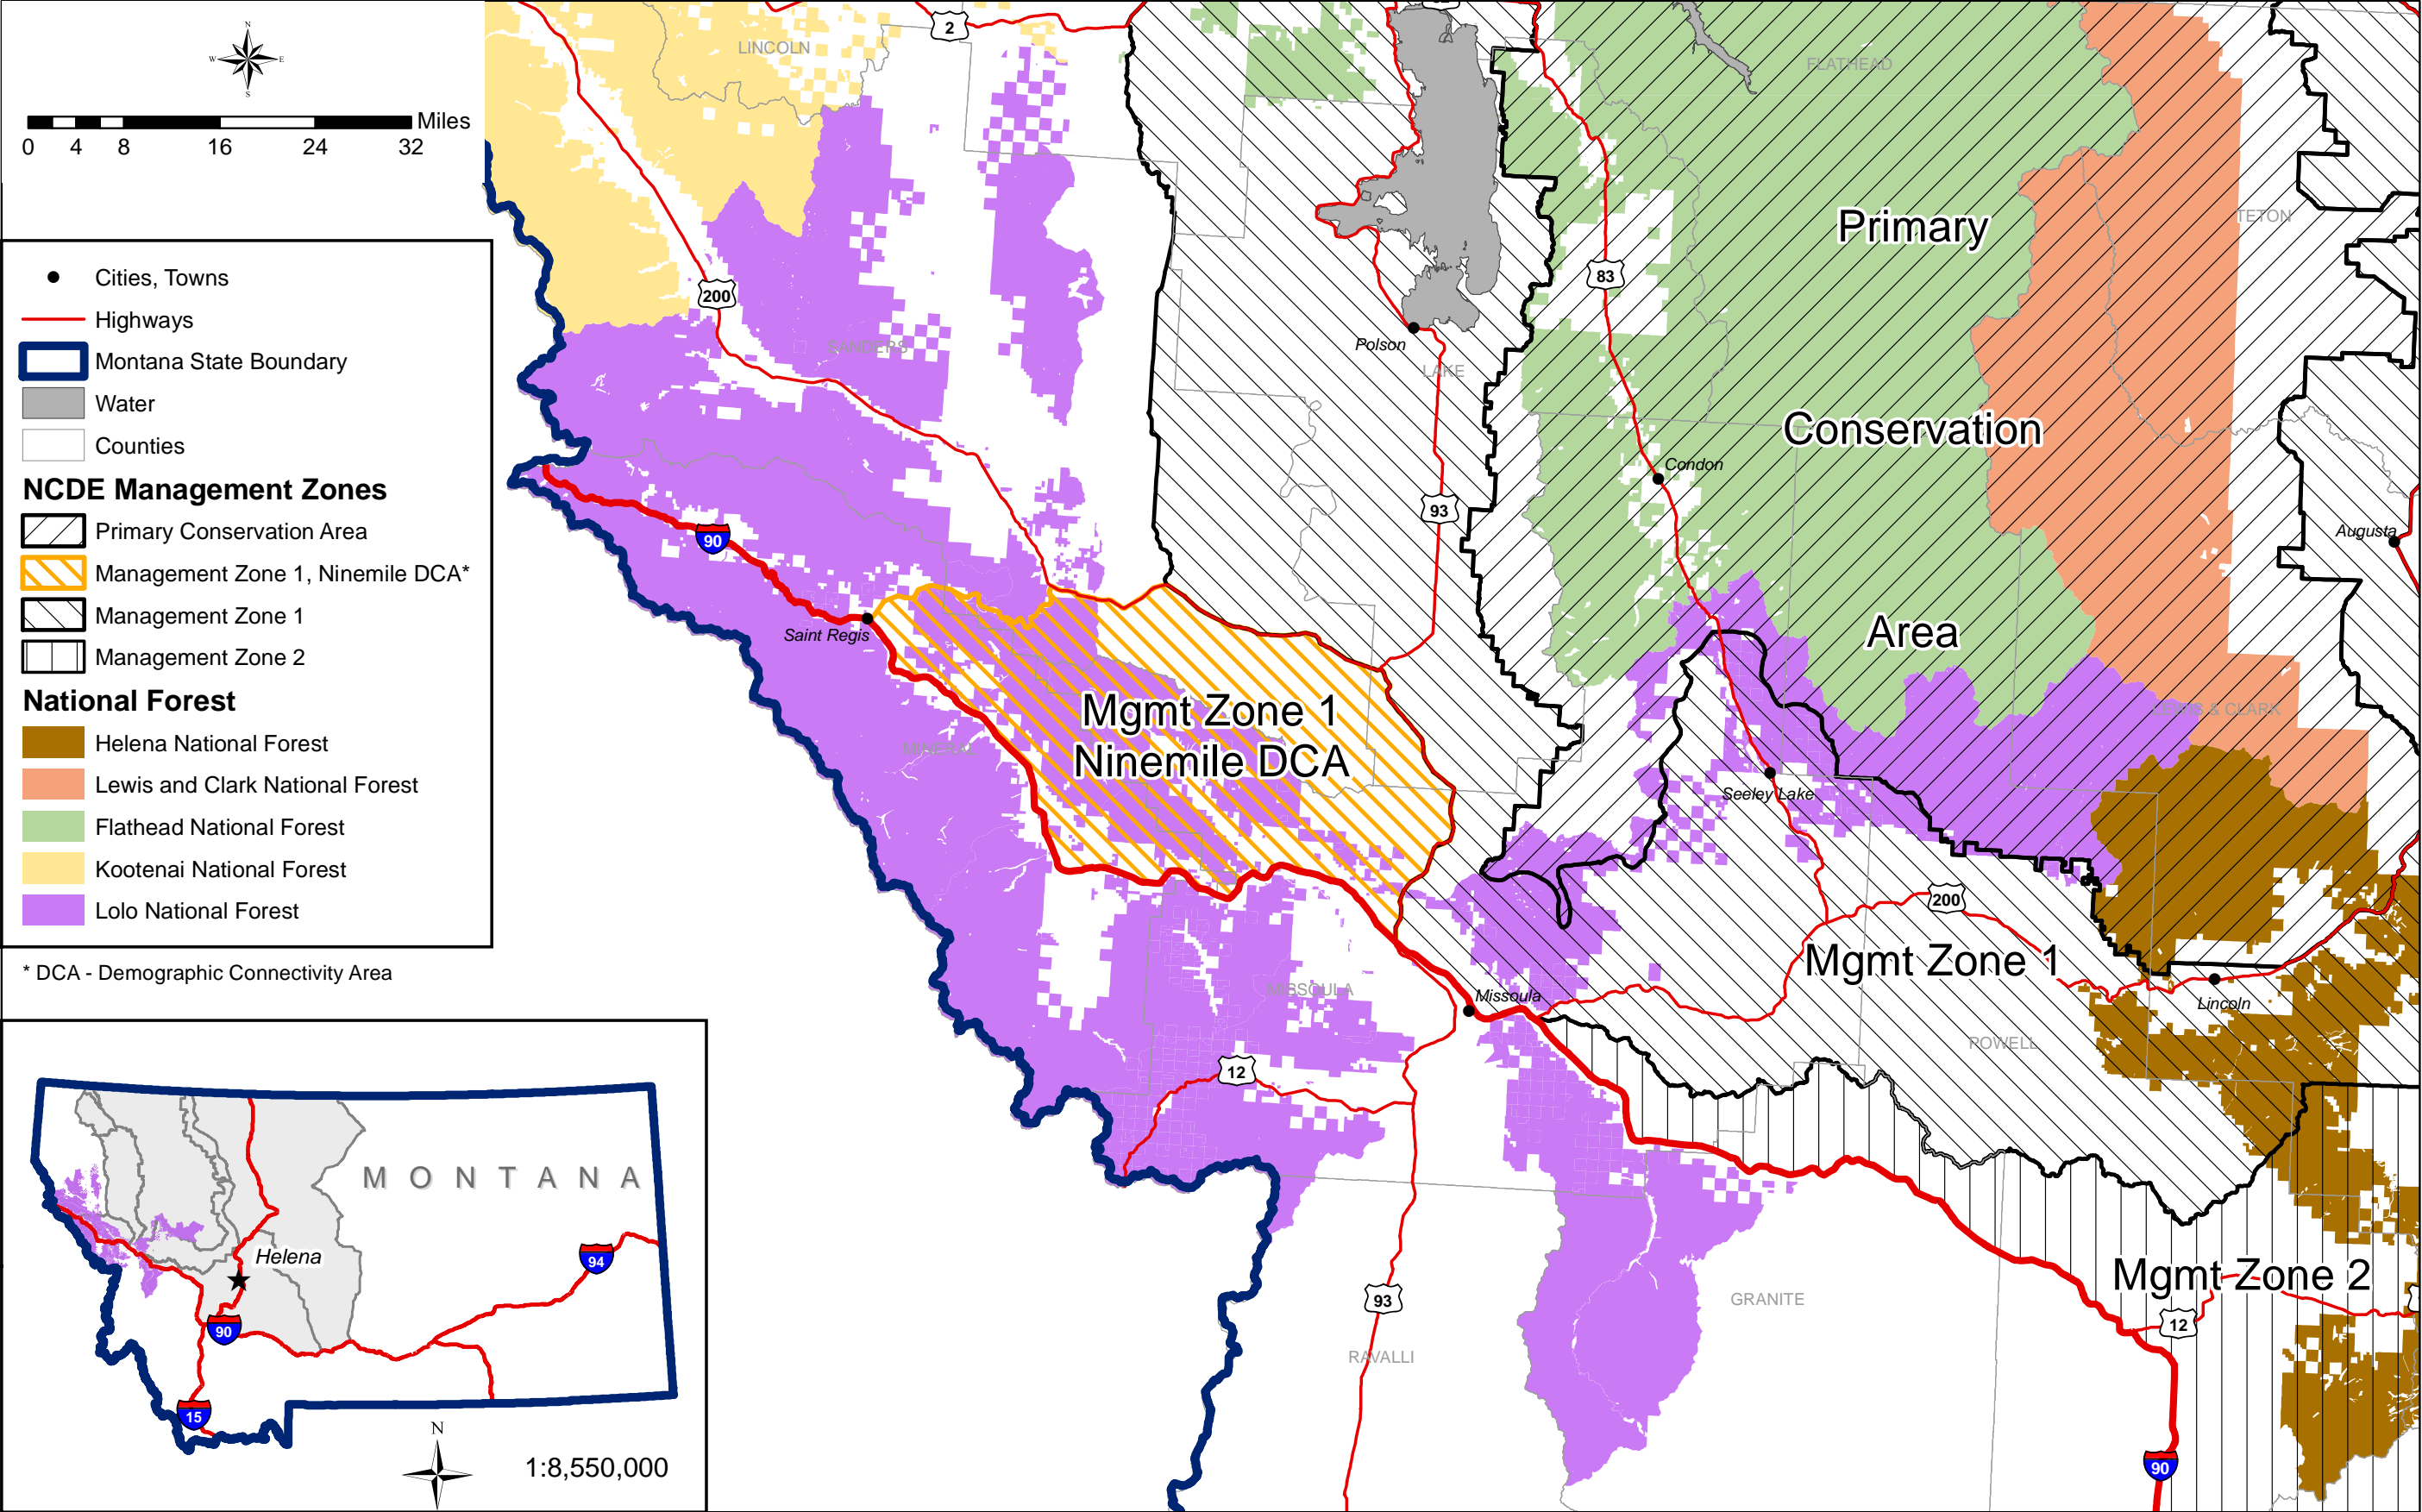 N
W
E
S
Miles
0 4 8 16 24 32
Cities, Towns
Highways
Montana State Boundary
Water
Counties
NCDE Management Zones
Primary Conservation Area
Management Zone 1, Ninemile DCA*
Management Zone 1
Management Zone 2
National Forest
Helena National Forest
Lewis and Clark National Forest
Flathead National Forest
Kootenai National Forest
Lolo National Forest
* DCA - Demographic Connectivity Area
MONTANA
Helena
94
90
15
N
1:8,550,000
LINCOLN
2
FLATHEAD
TETON
Primary
83
200
Polson
SANDERS
LAKE
Conservation
Condon
93
Augusta
90
Area
Saint Regis
Mgmt Zone 1
Ninemile DCA
LEWIS & CLARK
MINERAL
Seeley Lake
200
Mgmt Zone 1
MISSOULA
Missoula
Lincoln
POWELL
12
Mgmt Zone 2
93
GRANITE
12
RAVALLI
90